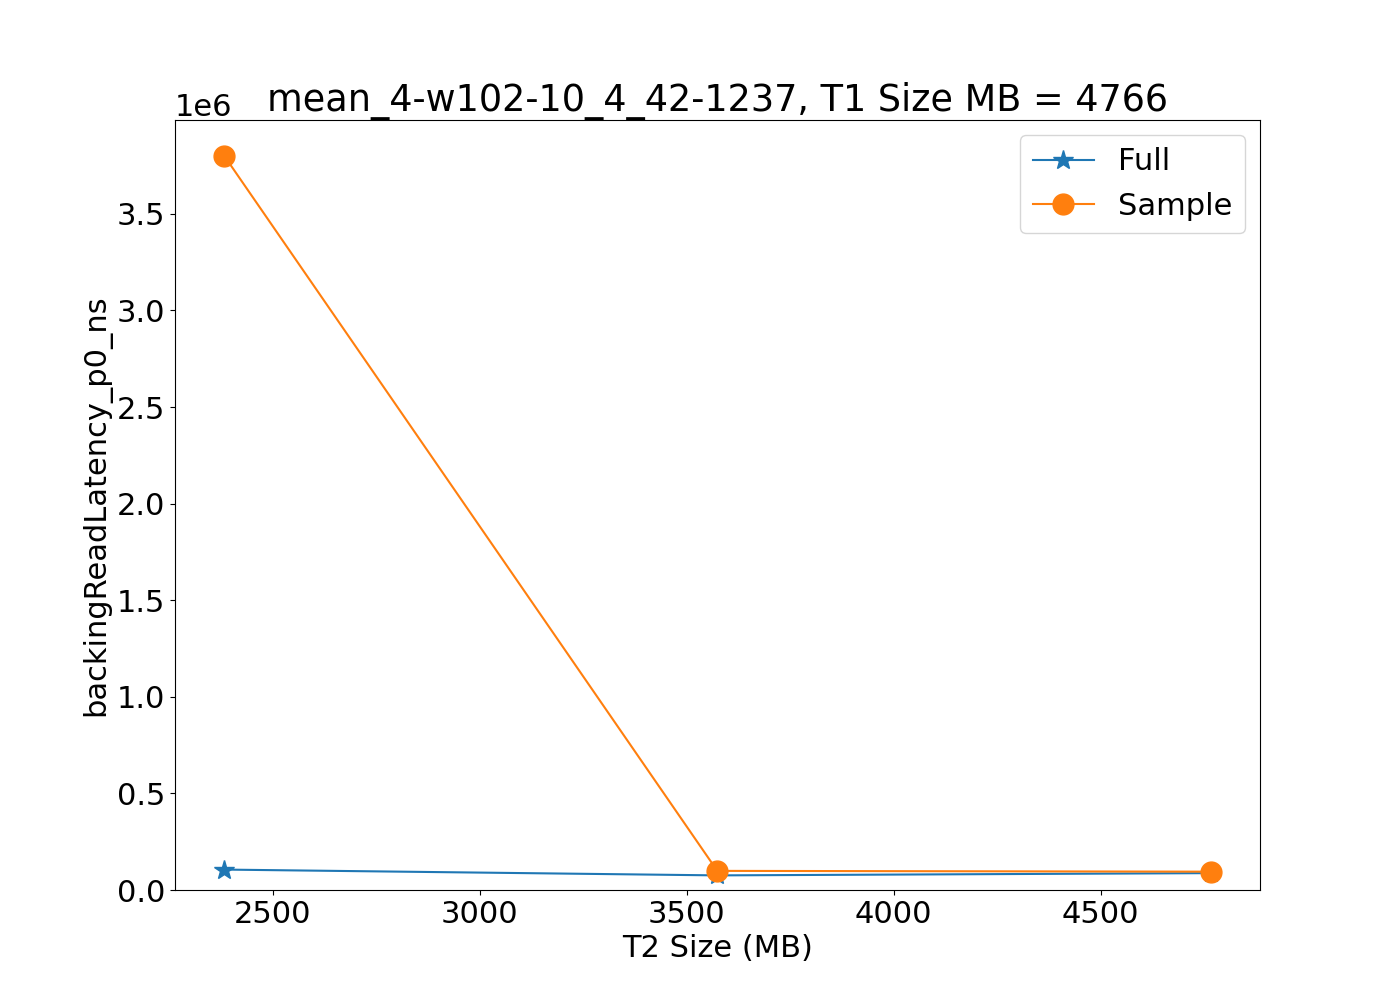 1e6
mean_4-w102-10_4_42-1237, T1 Size MB = 4766
Full
Sample
backingReadLatency_p0_ns
3.5
3.0
2.5
2.0
1.5
1.0
0.5
0.0
2500 3000 3500 4000 4500
T2 Size (MB)